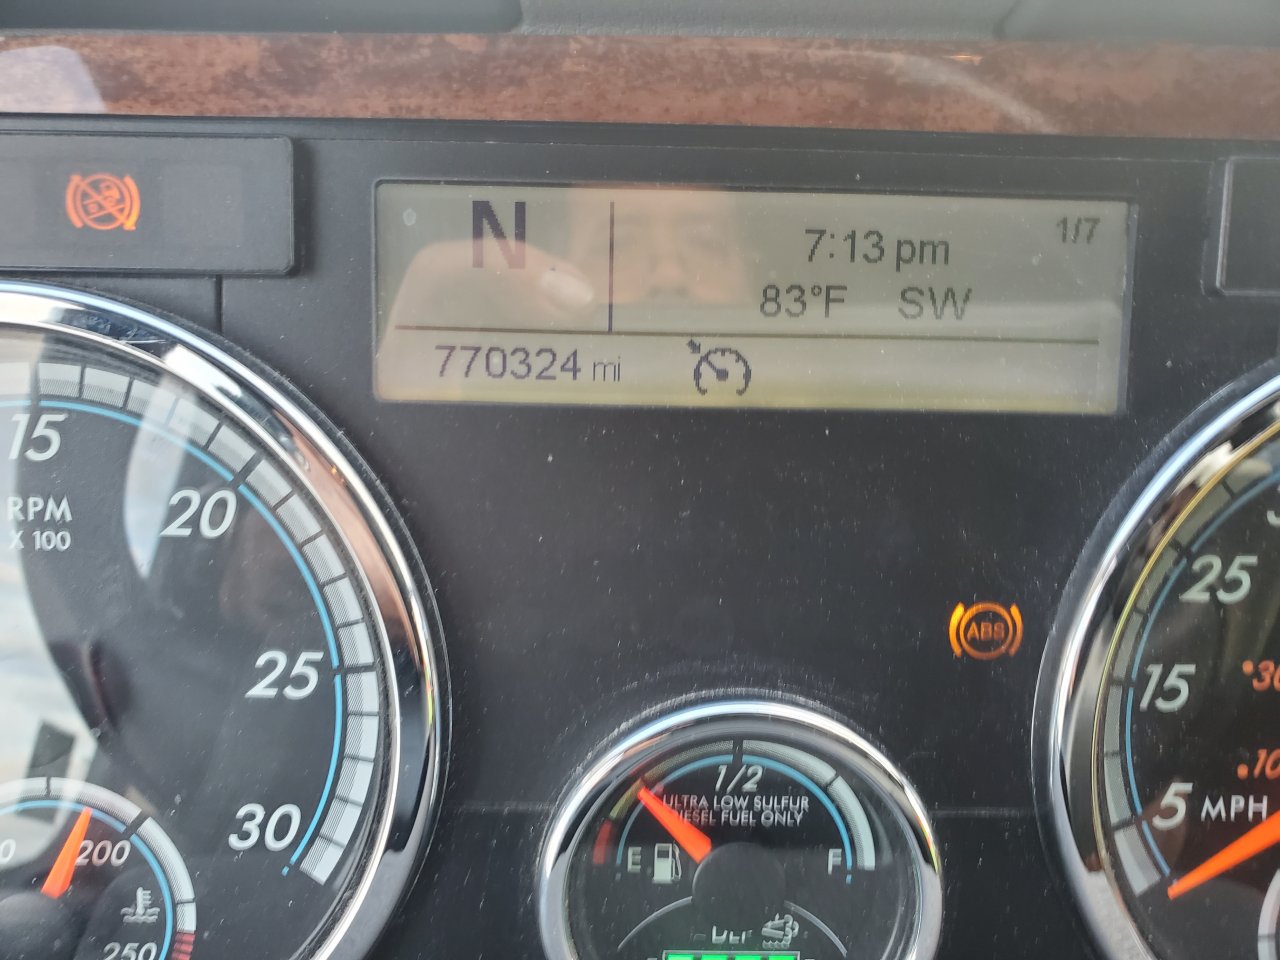 N
7:13 pm
1/7
83°F SW
770324 mi
15
RPM
X 100
20
25
30
200
250
ABS
1/2
ULTRA LOW SULFUR
DIESEL FUEL ONLY
E
F
DEF
25
15
5 MPH